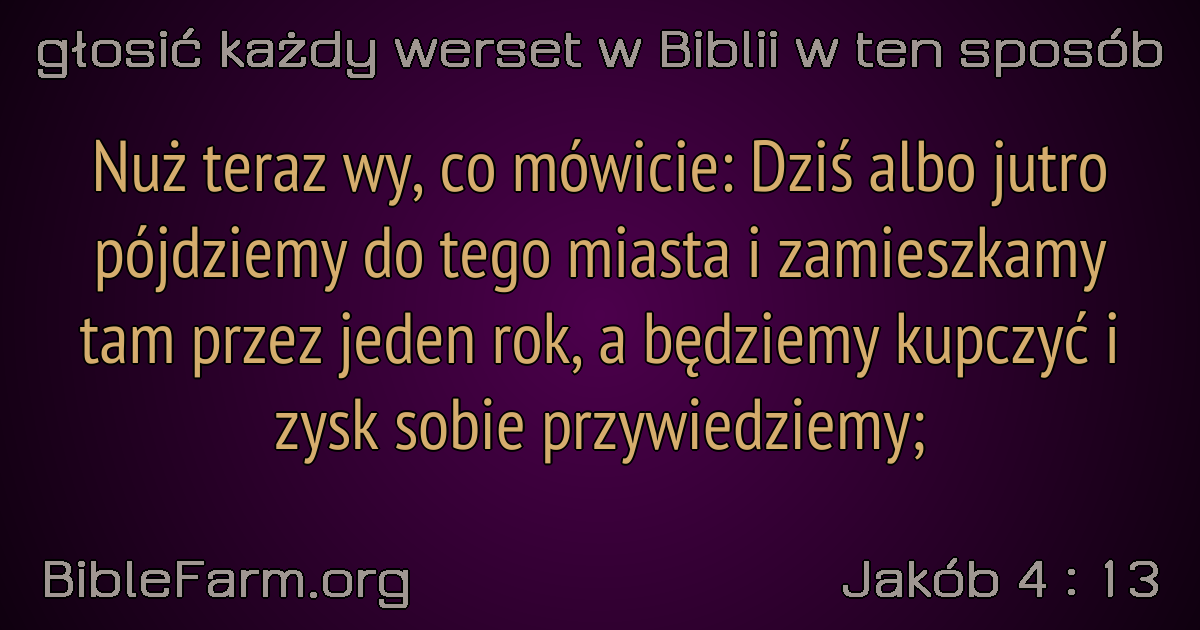 głosić każdy werset w Biblii w ten sposób
Nuż teraz wy, co mówicie: Dziś albo jutro
pójdziemy do tego miasta i zamieszkamy
tam przez jeden rok, a będziemy kupczyć i
zysk sobie przywiedziemy;
BibleFarm.org
Jakób 4 : 13